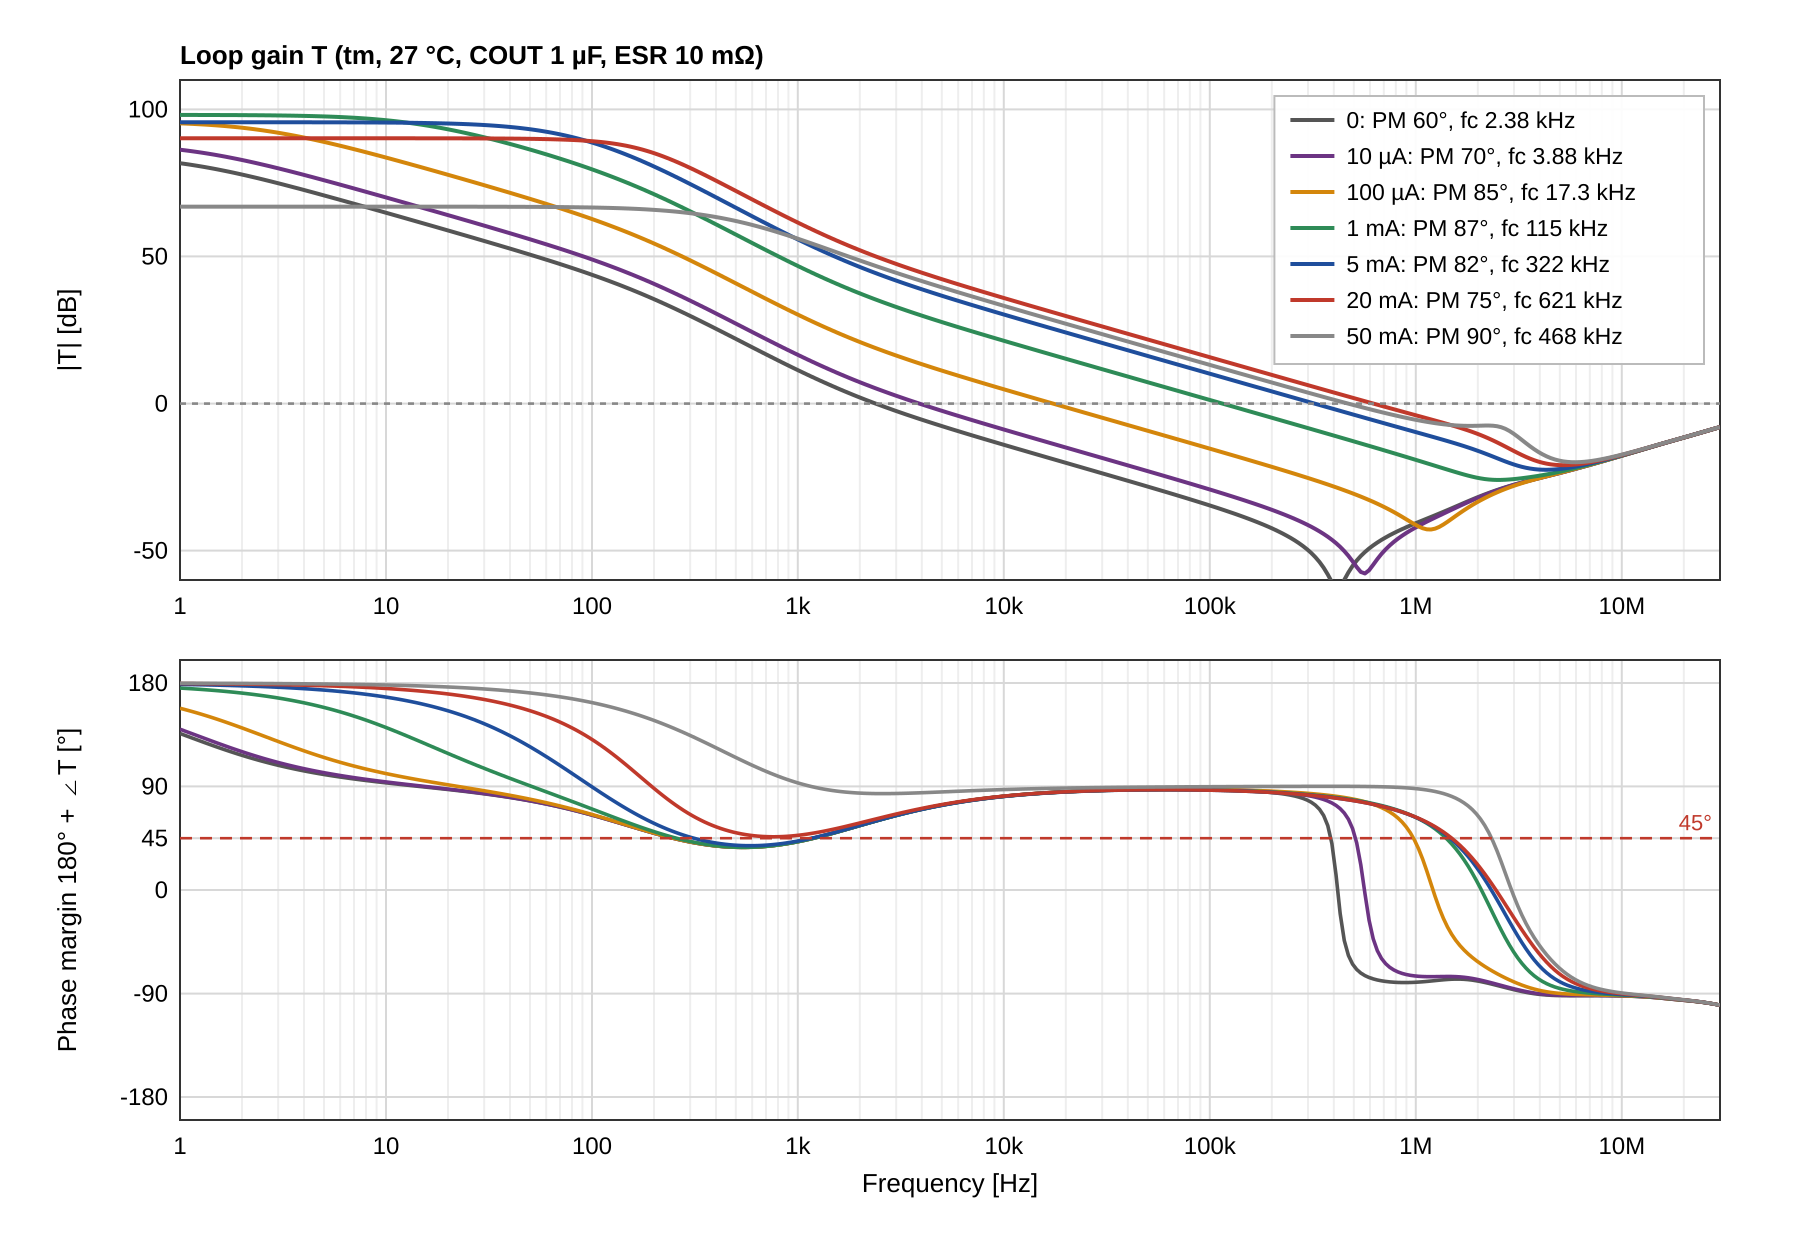 Loop gain T (tm, 27 °C, COUT 1 µF, ESR 10 mΩ)
|T| [dB]
100
50
0
-50
0: PM 60°, fc 2.38 kHz
10 µA: PM 70°, fc 3.88 kHz
100 µA: PM 85°, fc 17.3 kHz
1 mA: PM 87°, fc 115 kHz
5 mA: PM 82°, fc 322 kHz
20 mA: PM 75°, fc 621 kHz
50 mA: PM 90°, fc 468 kHz
1 10 100 1k 10k 100k 1M 10M
Phase margin 180° + ∠ T [°]
180
90
45
0
-90
-180
45°
1 10 100 1k 10k 100k 1M 10M
Frequency [Hz]